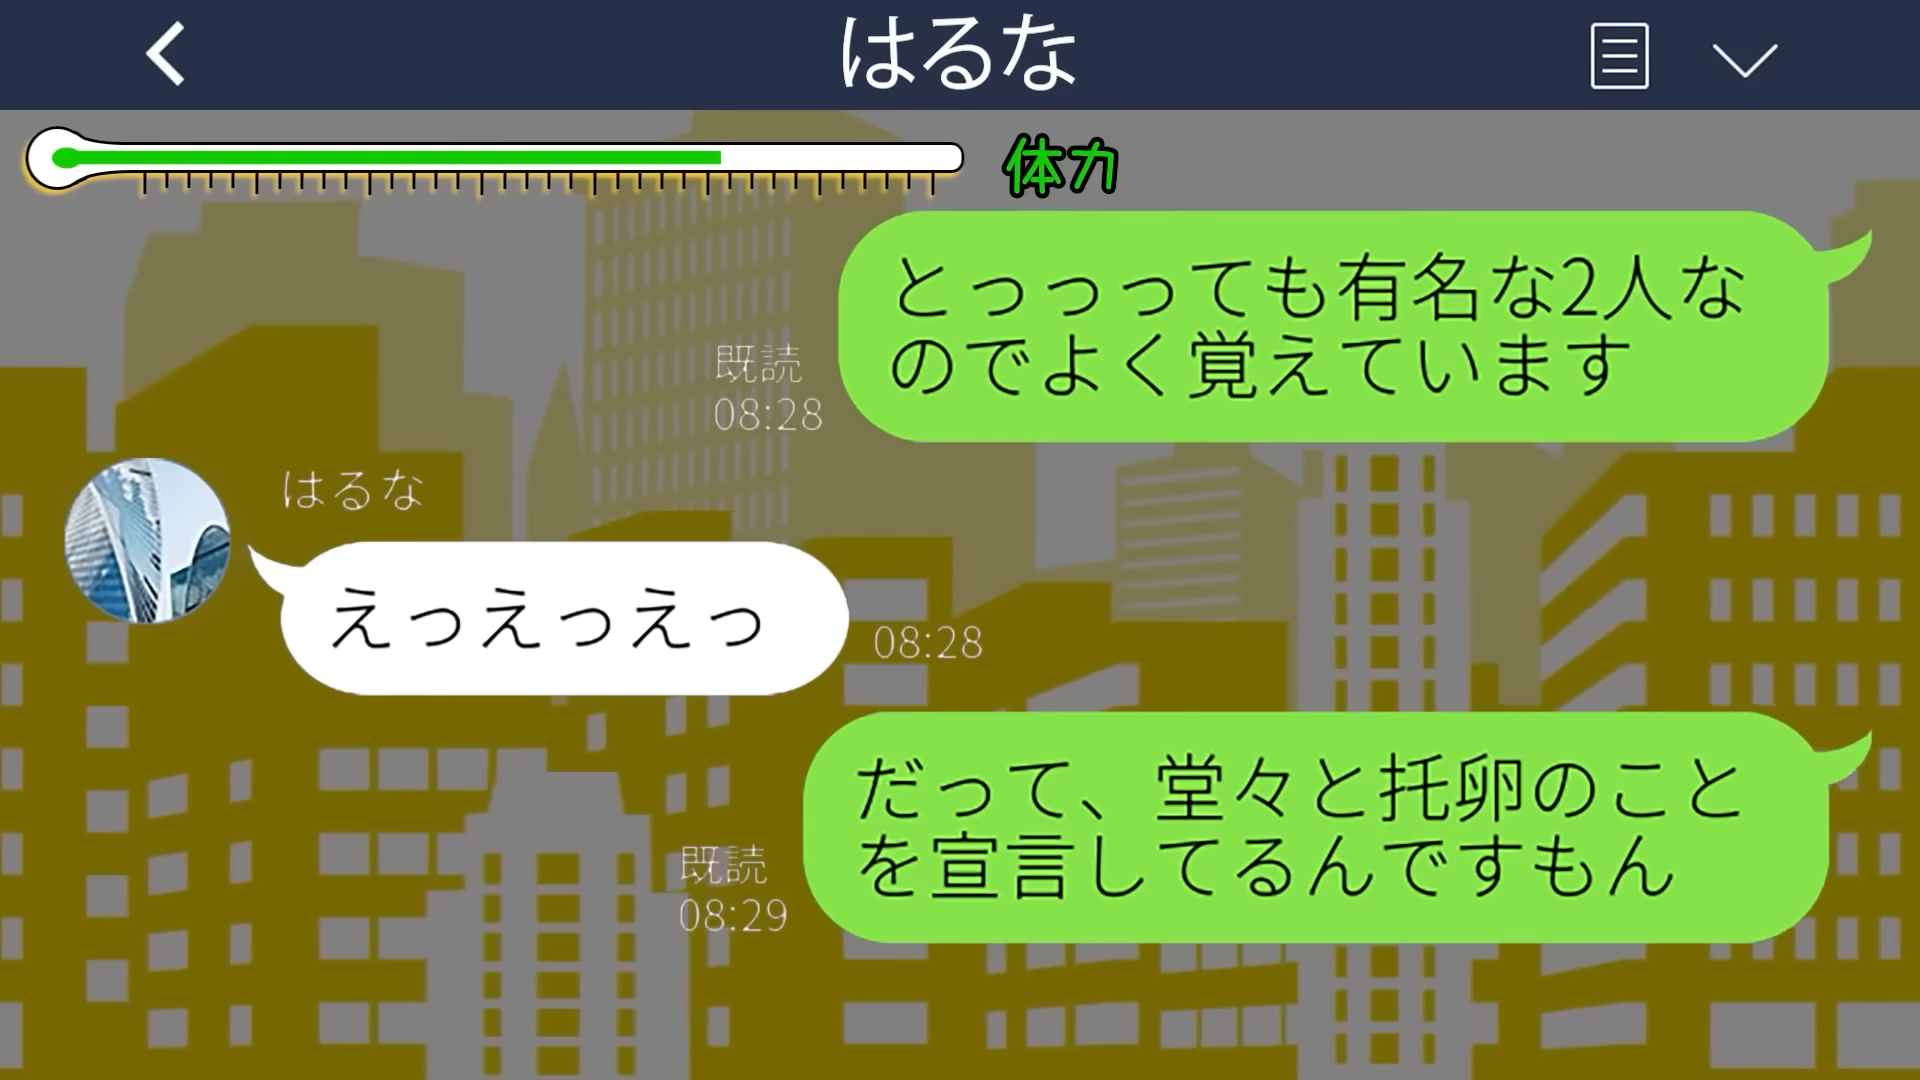 はるな
体力
とっっっても有名な2人な
のでよく覚えています
既読
08:28
はるな
えっえっえっ
08:28
だって、堂々と托卵のこと
を宣言してるんですもん
既読
08:29